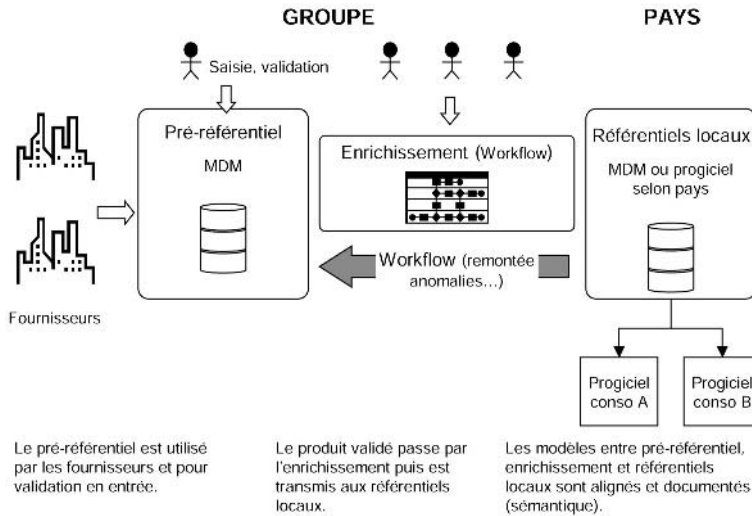 GROUPE
PAYS
Saisie, validation
Pré-référentiel
MDM
Enrichissement (Workflow)
Référentiels locaux
MDM ou progiciel
selon pays
Workflow (remontée
anomalies...)
Fournisseurs
Progiciel
conso A
Progiciel
conso B
Le pré-référentiel est utilisé
par les fournisseurs et pour
validation en entrée.
Le produit validé passe par
l'enrichissement puis est
transmis aux référentiels
locaux.
Les modèles entre pré-référentiel,
enrichissement et référentiels
locaux sont alignés et documentés
(sémantique).